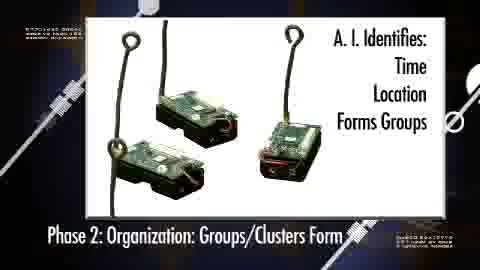 A. I. Identifies:
Time
Location
Forms Groups
Phase 2: Organization: Groups/Clusters Form